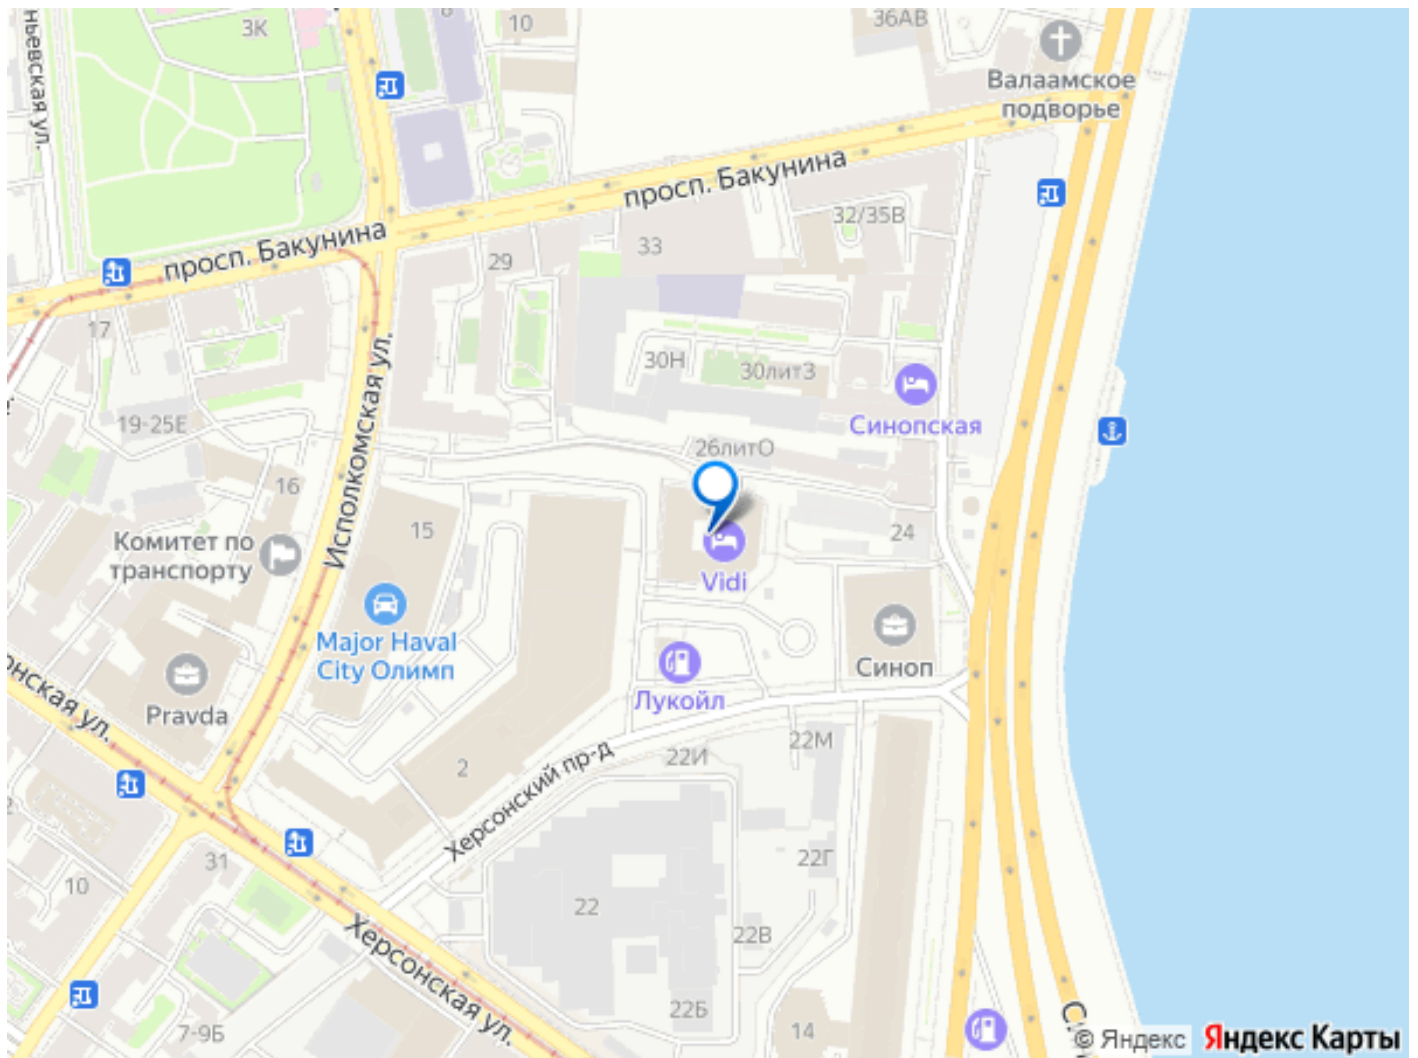 3К
8
10
36АВ
Валаамское
подворье
ньевская ул.
просп. Бакунина
просп. Бакунина
32/35В
33
29
17
30Н
30литЗ
Синопская
19-25Е
26литО
16
Исполкомская ул.
15
24
Комитет по
транспорту
Vidi
Major Haval
City Олимп
Синоп
Лукойл
Pravda
онская ул.
22И
22М
2
Херсонский пр-д
31
22Г
10
22
22В
Херсонская ул.
22Б
7-9Б
14
© Яндекс
Яндекс Карты